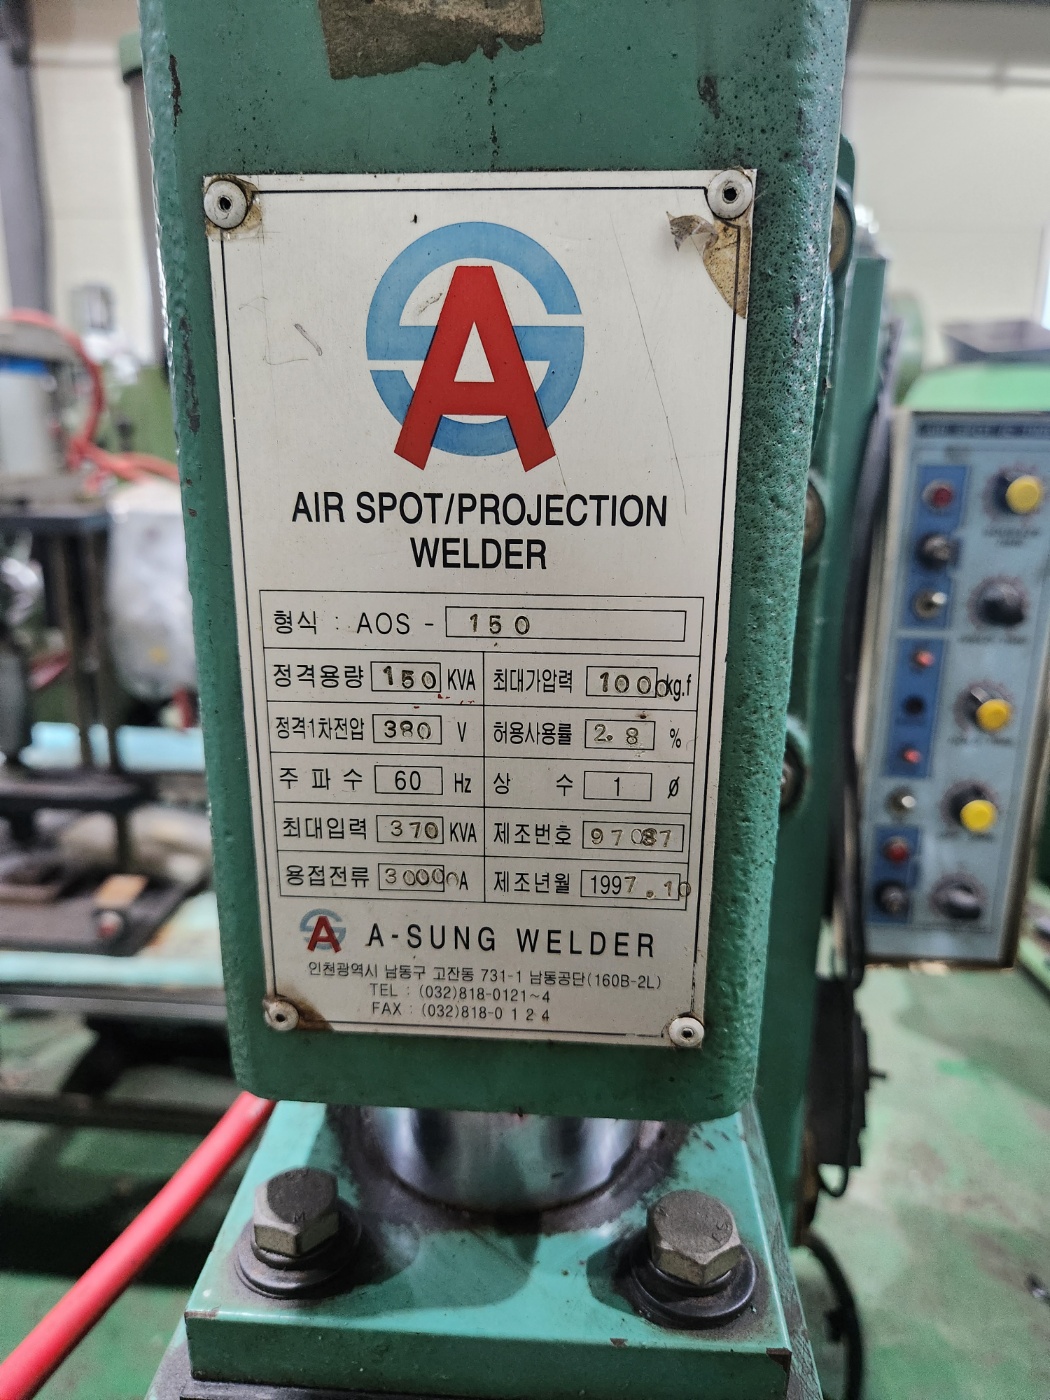 AIR SPOT/PROJECTION
WELDER
형식 : AOS - 150
정격용량 150 KVA 최대가압력 1000 kg.f
정격1차전압 380 V 허용사용률 2.8 %
주파수 60 Hz 상수 1 Ø
최대입력 370 KVA 제조번호 97087
용접전류 30000 A 제조년월 1997.10
A A-SUNG WELDER
인천광역시 남동구 고잔동 731-1 남동공단(160B-2L)
TEL : (032)818-0121~4
FAX : (032)818-0124